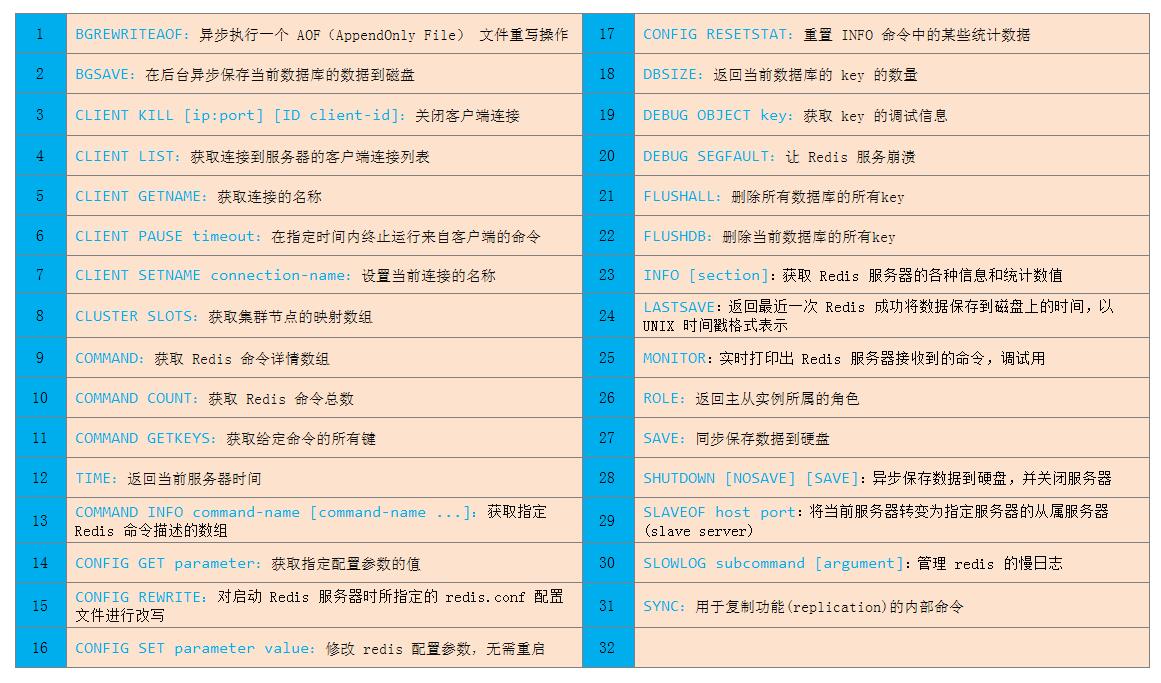 1 BGREWRITEAOF: 异步执行一个 AOF（AppendOnly File） 文件重写操作
2 BGSAVE: 在后台异步保存当前数据库的数据到磁盘
3 CLIENT KILL [ip:port] [ID client-id]: 关闭客户端连接
4 CLIENT LIST: 获取连接到服务器的客户端连接列表
5 CLIENT GETNAME: 获取连接的名称
6 CLIENT PAUSE timeout: 在指定时间内终止运行来自客户端的命令
7 CLIENT SETNAME connection-name: 设置当前连接的名称
8 CLUSTER SLOTS: 获取集群节点的映射数组
9 COMMAND: 获取 Redis 命令详情数组
10 COMMAND COUNT: 获取 Redis 命令总数
11 COMMAND GETKEYS: 获取给定命令的所有键
12 TIME: 返回当前服务器时间
13 COMMAND INFO command-name [command-name ...]: 获取指定
Redis 命令描述的数组
14 CONFIG GET parameter: 获取指定配置参数的值
15 CONFIG REWRITE: 对启动 Redis 服务器时所指定的 redis.conf 配置
文件进行改写
16 CONFIG SET parameter value: 修改 redis 配置参数，无需重启
17 CONFIG RESETSTAT: 重置 INFO 命令中的某些统计数据
18 DBSIZE: 返回当前数据库的 key 的数量
19 DEBUG OBJECT key: 获取 key 的调试信息
20 DEBUG SEGFAULT: 让 Redis 服务崩溃
21 FLUSHALL: 删除所有数据库的所有key
22 FLUSHDB: 删除当前数据库的所有key
23 INFO [section]: 获取 Redis 服务器的各种信息和统计数值
24 LASTSAVE: 返回最近一次 Redis 成功将数据保存到磁盘上的时间，以
UNIX 时间戳格式表示
25 MONITOR: 实时打印出 Redis 服务器接收到的命令，调试用
26 ROLE: 返回主从实例所属的角色
27 SAVE: 同步保存数据到硬盘
28 SHUTDOWN [NOSAVE] [SAVE]: 异步保存数据到硬盘，并关闭服务器
29 SLAVEOF host port: 将当前服务器转变为指定服务器的从属服务器
(slave server)
30 SLOWLOG subcommand [argument]: 管理 redis 的慢日志
31 SYNC: 用于复制功能(replication)的内部命令
32